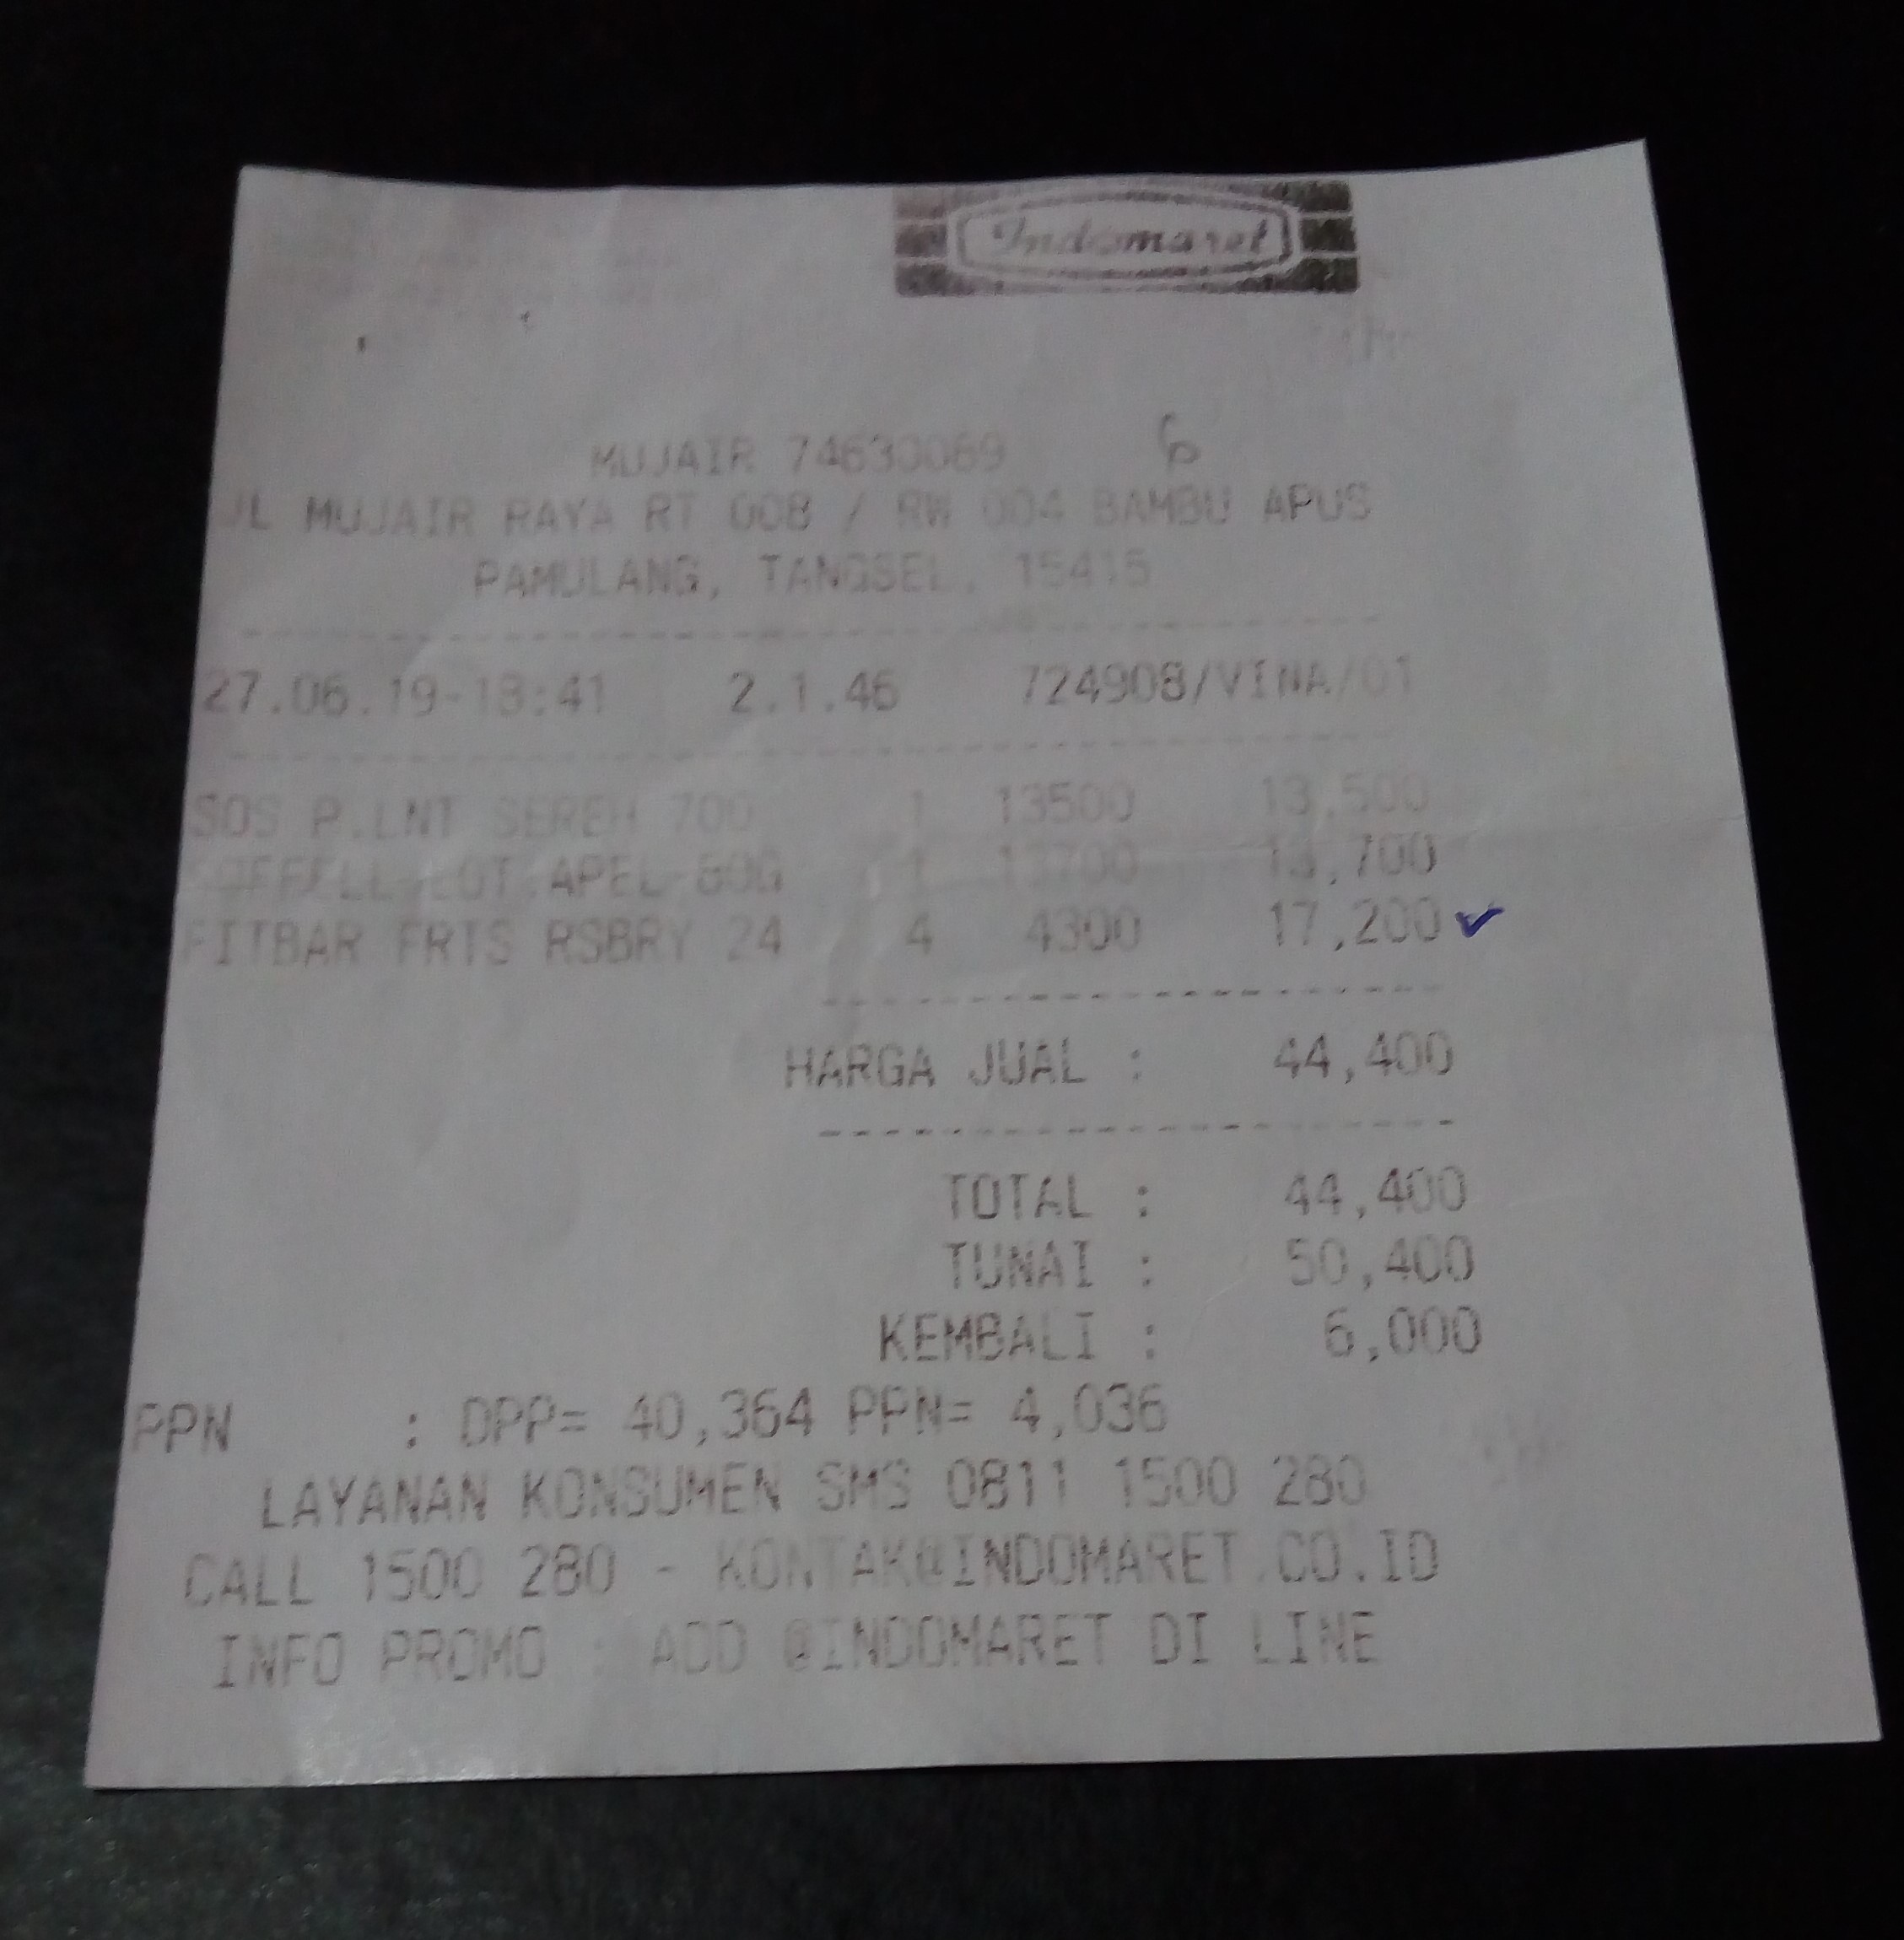 Indomaret
MUJAIR 74630069 6
JL MUJAIR RAYA RT 008 / RW 004 BAMBU APUS
PAMULANG, TANGSEL, 15415
27.06.19-18:41 2.1.46 724908/VINA/01
SOS P.LNT SEREH 700 1 13500 13,500
SOFFELL LOT.APEL 80G 1 13700 13,700
FITBAR FRTS RSBRY 24 4 4300 17,200
HARGA JUAL : 44,400
TOTAL : 44,400
TUNAI : 50,400
KEMBALI : 6,000
PPN : DPP= 40,364 PPN= 4,036
LAYANAN KONSUMEN SMS 0811 1500 280
CALL 1500 280 - KONTAK@INDOMARET.CO.ID
INFO PROMO : ADD @INDOMARET DI LINE